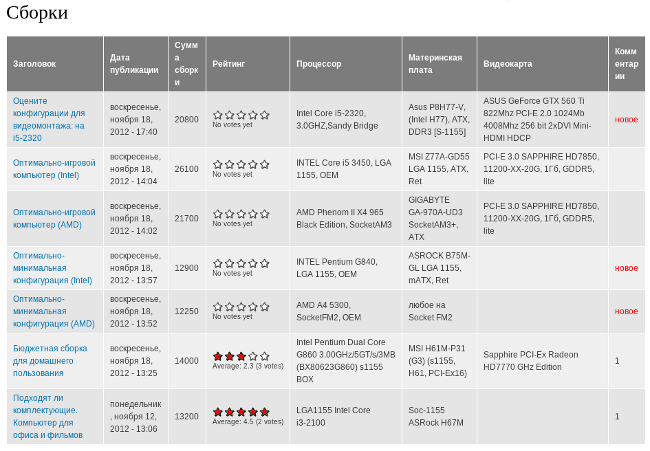 Сборки
Заголовок
Дата
публикации
Сумм
а
сборк
и
Рейтинг
Процессор
Материнская
плата
Видеокарта
Комм
ентар
ии
Оцените
конфигурации для
видеомонтажа: на
i5-2320
воскресенье,
ноября 18,
2012 - 17:40
20800
No votes yet
Intel Core i5-2320,
3.0GHZ,Sandy Bridge
Asus P8H77-V,
(Intel H77), ATX,
DDR3 [S-1155]
ASUS GeForce GTX 560 Ti
822Mhz PCI-E 2.0 1024Mb
4008Mhz 256 bit 2xDVI Mini-
HDMI HDCP
новое
Оптимально-игровой
компьютер (Intel)
воскресенье,
ноября 18,
2012 - 14:04
26100
No votes yet
INTEL Core i5 3450, LGA
1155, OEM
MSI Z77A-GD55
LGA 1155, ATX,
Ret
PCI-E 3.0 SAPPHIRE HD7850,
11200-XX-20G, 1Гб, GDDR5,
lite
Оптимально-игровой
компьютер (AMD)
воскресенье,
ноября 18,
2012 - 14:02
21700
No votes yet
AMD Phenom II X4 965
Black Edition, SocketAM3
GIGABYTE
GA-970A-UD3
SocketAM3+,
ATX
PCI-E 3.0 SAPPHIRE HD7850,
11200-XX-20G, 1Гб, GDDR5,
lite
Оптимально-
минимальная
конфигурация (Intel)
воскресенье,
ноября 18,
2012 - 13:57
12900
No votes yet
INTEL Pentium G840,
LGA 1155, OEM
ASROCK B75M-
GL LGA 1155,
mATX, Ret
новое
Оптимально-
минимальная
конфигурация (AMD)
воскресенье,
ноября 18,
2012 - 13:52
12250
No votes yet
AMD A4 5300,
SocketFM2, OEM
любое на
Socket FM2
новое
Бюджетная сборка
для домашнего
пользования
воскресенье,
ноября 18,
2012 - 13:25
14000
Average: 2.3 (3 votes)
Intel Pentium Dual Core
G860 3.00GHz/5GT/s/3MB
(BX80623G860) s1155
BOX
MSI H61M-P31
(G3) (s1155,
H61, PCI-Ex16)
Sapphire PCI-Ex Radeon
HD7770 GHz Edition
1
Подходят ли
комплектующие.
Компьютер для
офиса и фильмов
понедельник
, ноября 12,
2012 - 13:06
13200
Average: 4.5 (2 votes)
LGA1155 Intel Core
i3-2100
Soc-1155
ASRock H67M
1